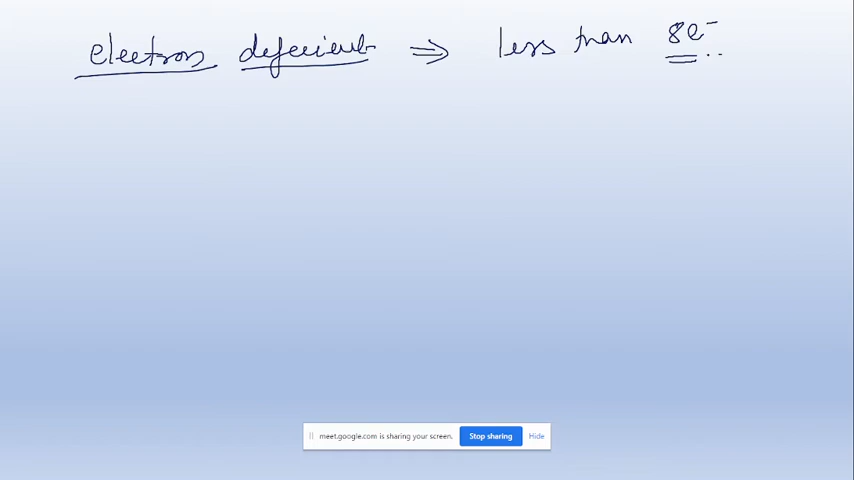 electron deficient ⇒ less than 8e⁻
meet.google.com is sharing your screen. Stop sharing Hide